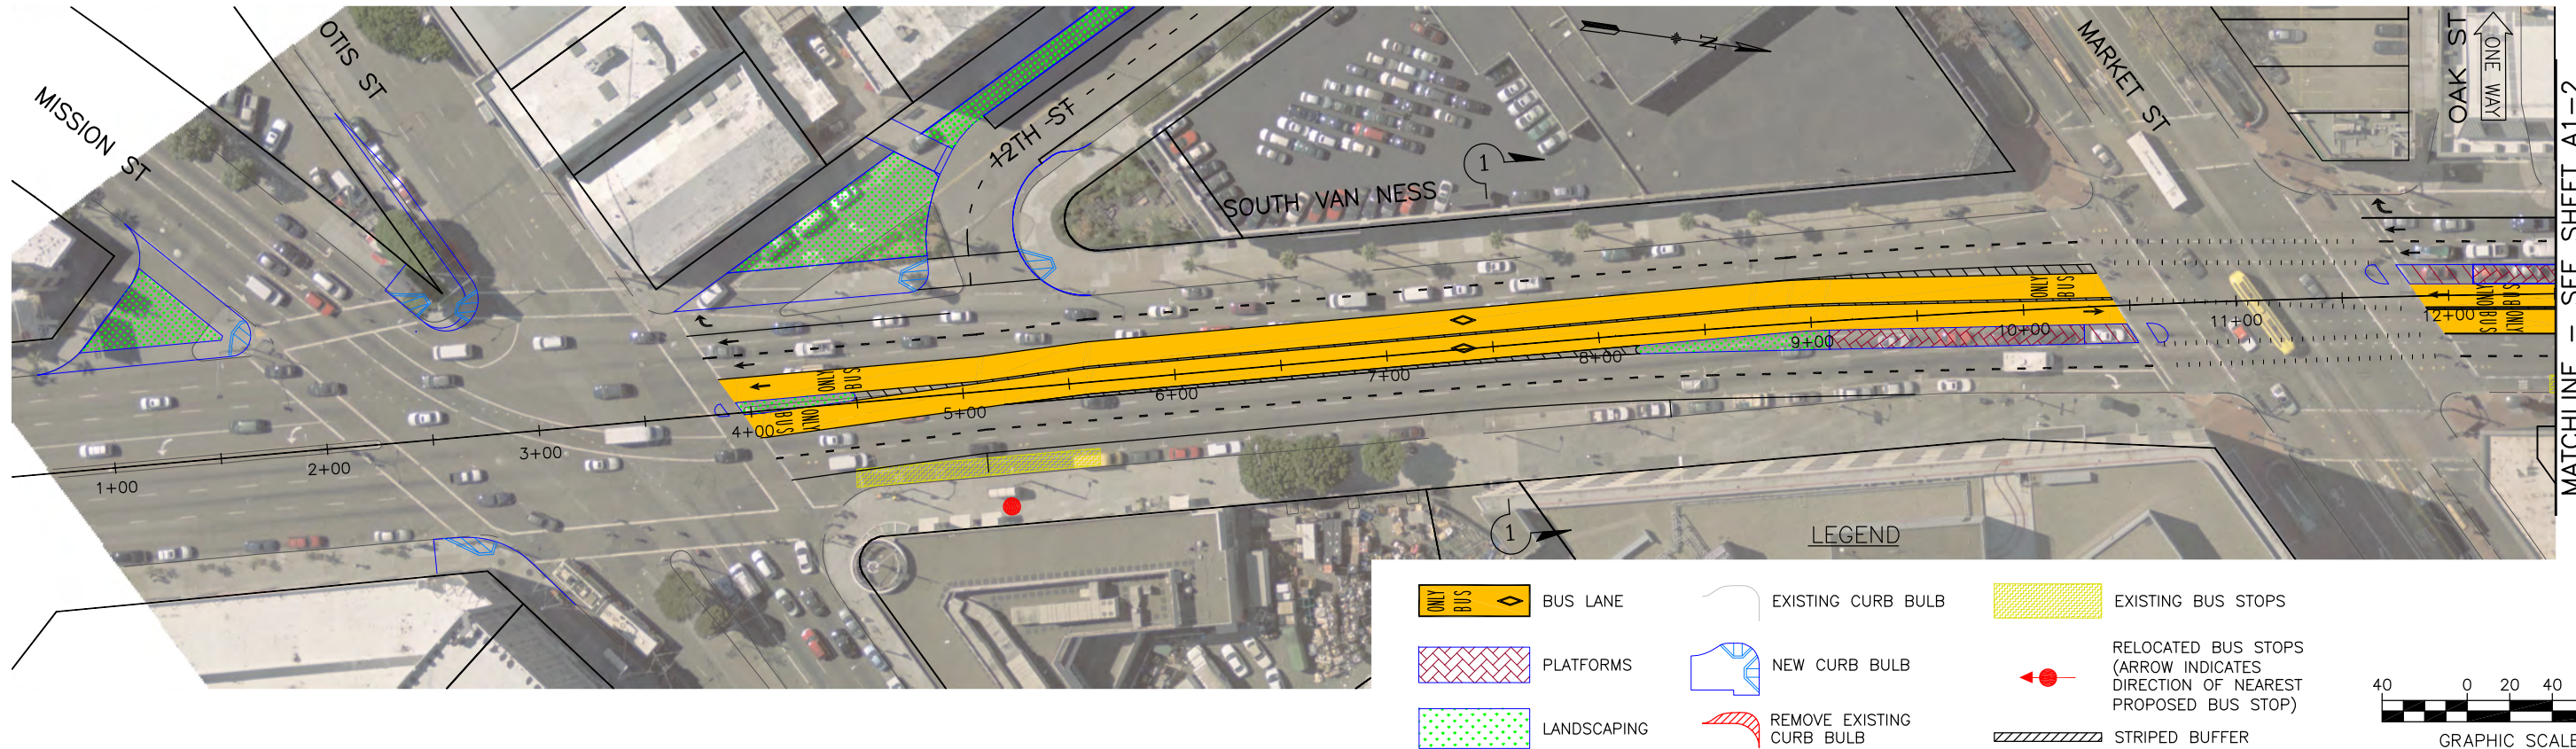 MISSION ST
OTIS ST
12TH ST
SOUTH VAN NESS
1
N
MARKET ST
OAK ST
ONE WAY
MATCHLINE - SEE SHEET A1-2
ONLY
BUS
ONLY
BUS
ONLY
BUS
ONLY
BUS
BUS
ONLY
1+00
2+00
3+00
4+00
5+00
6+00
7+00
8+00
9+00
10+00
11+00
12+00
1
LEGEND
ONLY
BUS
BUS LANE
EXISTING CURB BULB
EXISTING BUS STOPS
PLATFORMS
NEW CURB BULB
RELOCATED BUS STOPS
(ARROW INDICATES
DIRECTION OF NEAREST
PROPOSED BUS STOP)
LANDSCAPING
REMOVE EXISTING
CURB BULB
STRIPED BUFFER
40 0 20 40
GRAPHIC SCALE